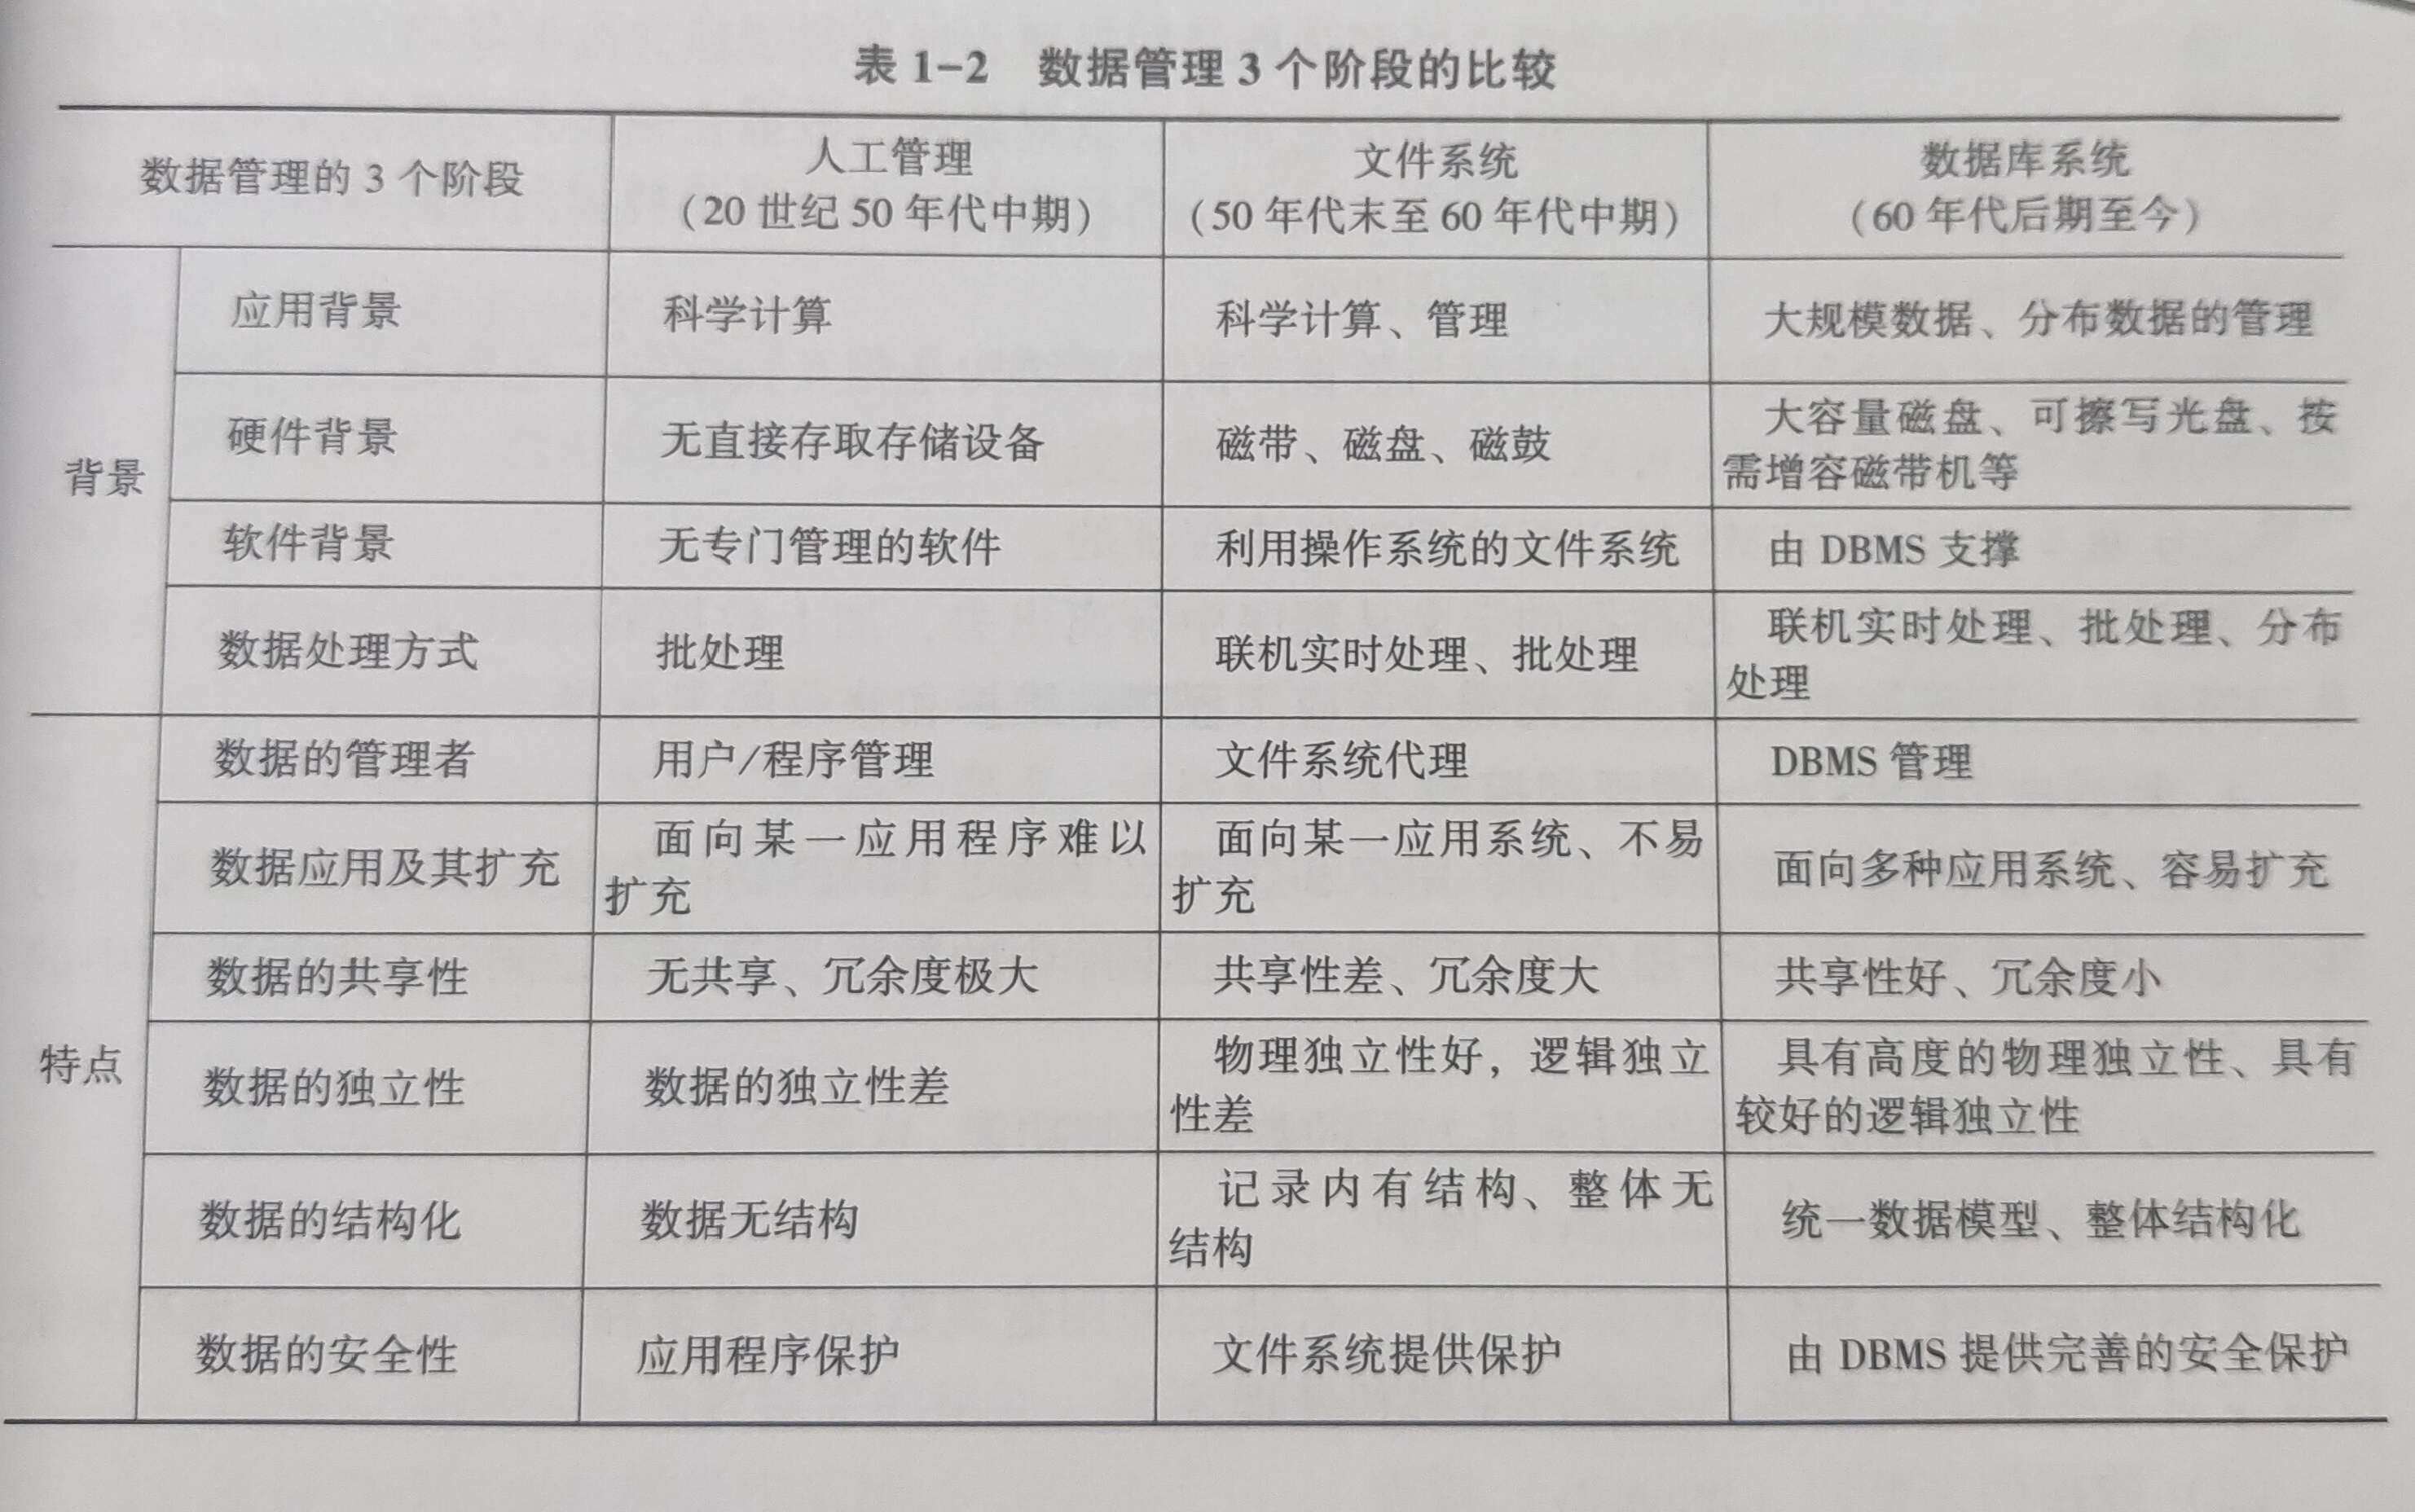 表 1-2 数据管理 3 个阶段的比较
数据管理的 3 个阶段
人工管理
（20 世纪 50 年代中期）
文件系统
（50 年代末至 60 年代中期）
数据库系统
（60 年代后期至今）
背景
应用背景
科学计算
科学计算、管理
大规模数据、分布数据的管理
硬件背景
无直接存取存储设备
磁带、磁盘、磁鼓
大容量磁盘、可擦写光盘、按
需增容磁带机等
软件背景
无专门管理的软件
利用操作系统的文件系统
由 DBMS 支撑
数据处理方式
批处理
联机实时处理、批处理
联机实时处理、批处理、分布
处理
特点
数据的管理者
用户/程序管理
文件系统代理
DBMS 管理
数据应用及其扩充
面向某一应用程序难以
扩充
面向某一应用系统、不易
扩充
面向多种应用系统、容易扩充
数据的共享性
无共享、冗余度极大
共享性差、冗余度大
共享性好、冗余度小
数据的独立性
数据的独立性差
物理独立性好，逻辑独立
性差
具有高度的物理独立性、具有
较好的逻辑独立性
数据的结构化
数据无结构
记录内有结构、整体无
结构
统一数据模型、整体结构化
数据的安全性
应用程序保护
文件系统提供保护
由 DBMS 提供完善的安全保护